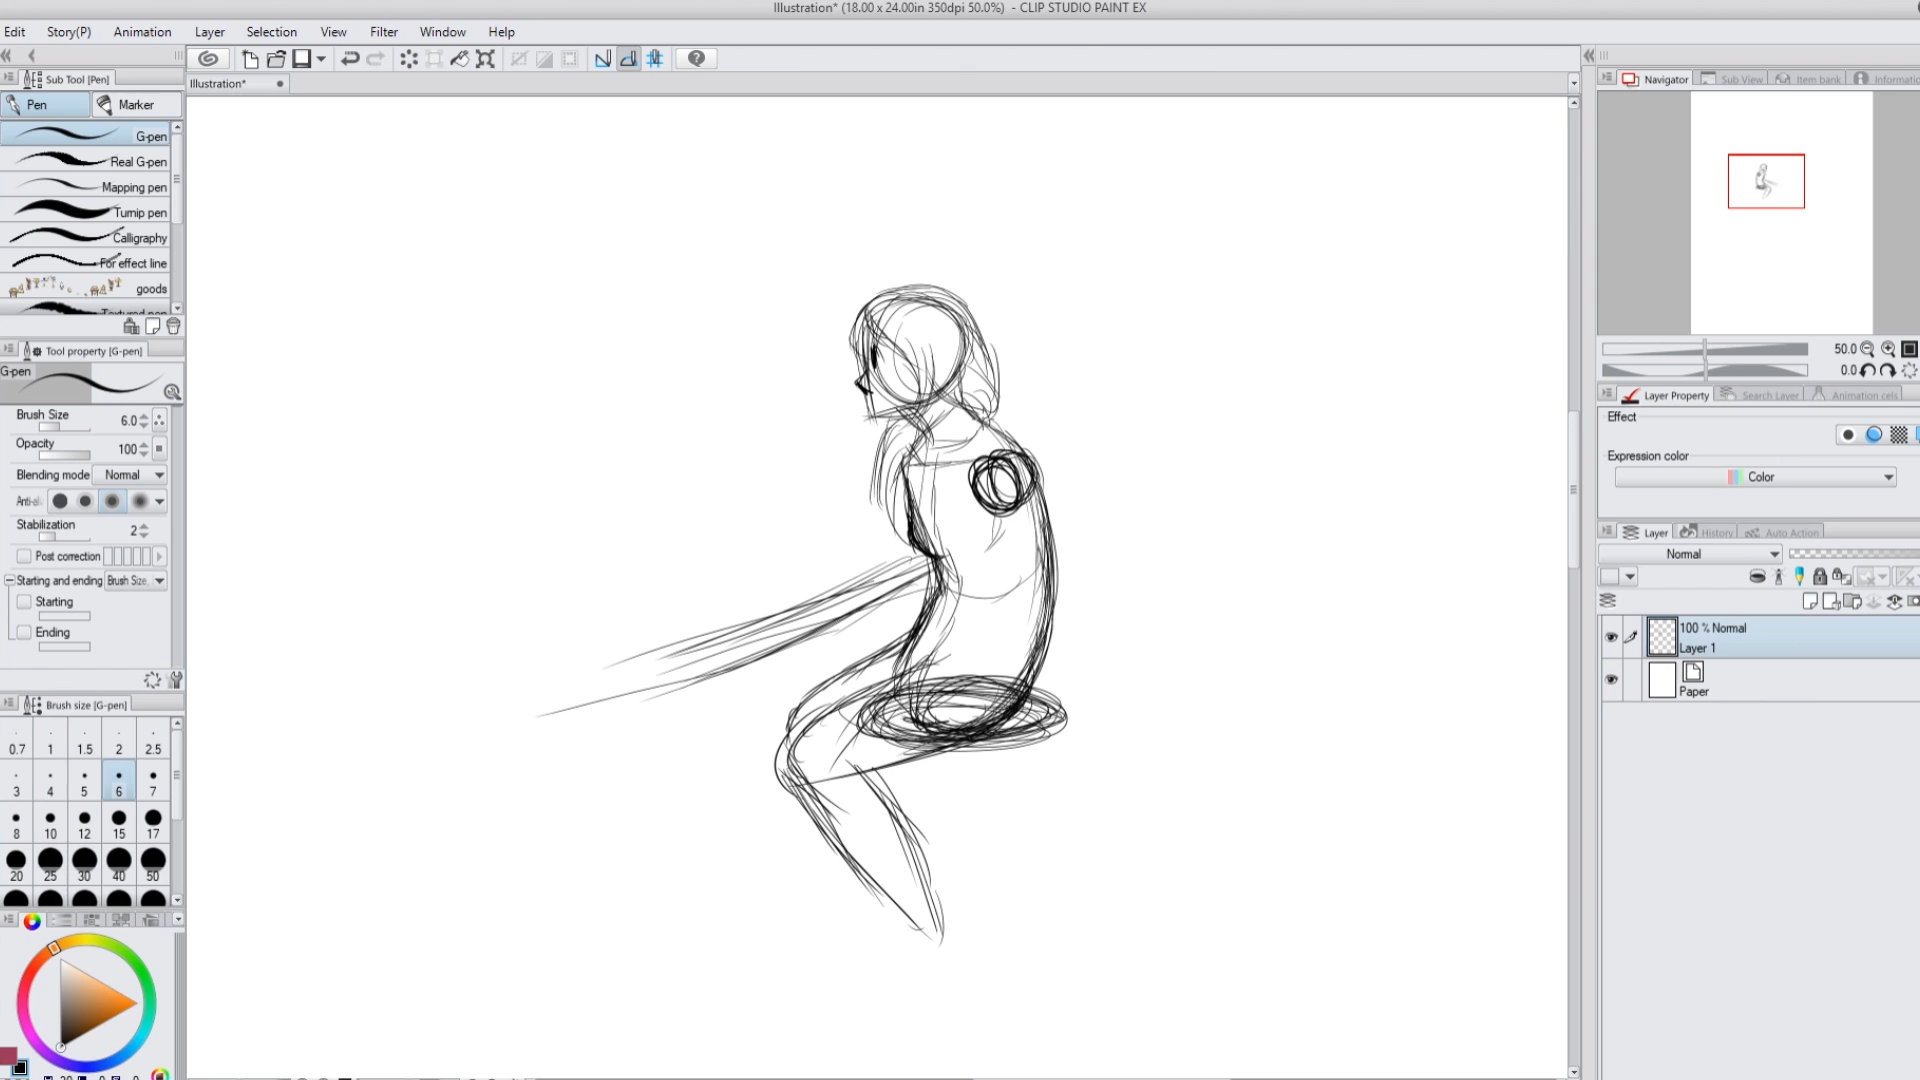 Illustration* (18.00 x 24.00in 350dpi 50.0%) - CLIP STUDIO PAINT EX
Edit Story(P) Animation Layer Selection View Filter Window Help
Sub Tool [Pen]
Illustration*
Pen Marker
G-pen
Real G-pen
Mapping pen
Turnip pen
Calligraphy
For effect line
goods
Textured pen
Tool property [G-pen]
G-pen
Brush Size 6.0
Opacity 100
Blending mode Normal
Anti-ali
Stabilization 2
Post correction
Starting and ending Brush Size.
Starting
Ending
Brush size [G-pen]
0.7 1 1.5 2 2.5
3 4 5 6 7
8 10 12 15 17
20 25 30 40 50
Navigator Sub View Item bank Informatio
50.0
0.0
Layer Property Search Layer Animation cels
Effect
Expression color
Color
Layer History Auto Action
Normal
100 % Normal
Layer 1
Paper